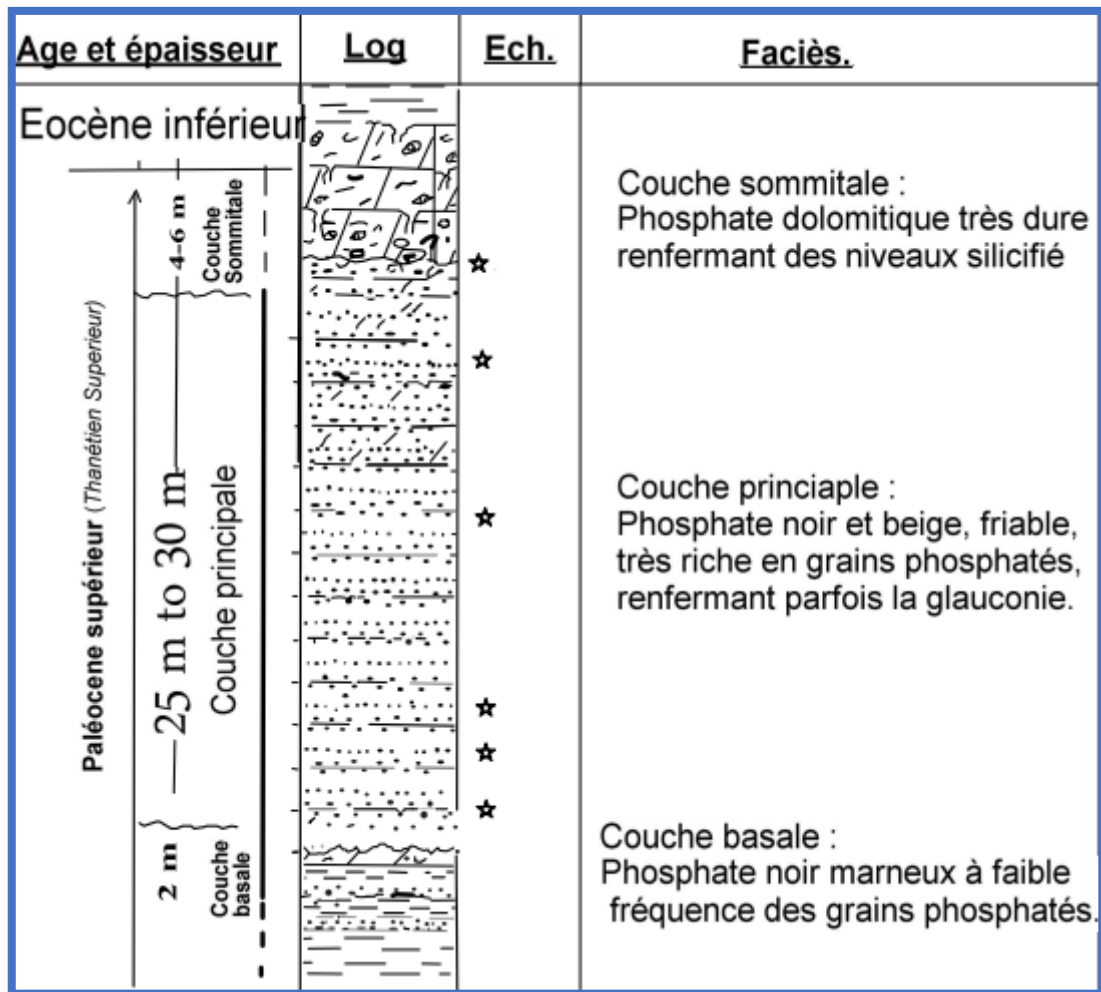 Age et épaisseur
Log
Ech.
Faciès.
Eocène inférieur
Paléocene supérieur (Thanétien Superieur)
4-6 m
Couche
Sommitale
25 m to 30 m
Couche principale
2 m
Couche
basale
Couche sommitale :
Phosphate dolomitique très dure
renfermant des niveaux silicifié
Couche princiaple :
Phosphate noir et beige, friable,
très riche en grains phosphatés,
renfermant parfois la glauconie.
Couche basale :
Phosphate noir marneux à faible
fréquence des grains phosphatés.